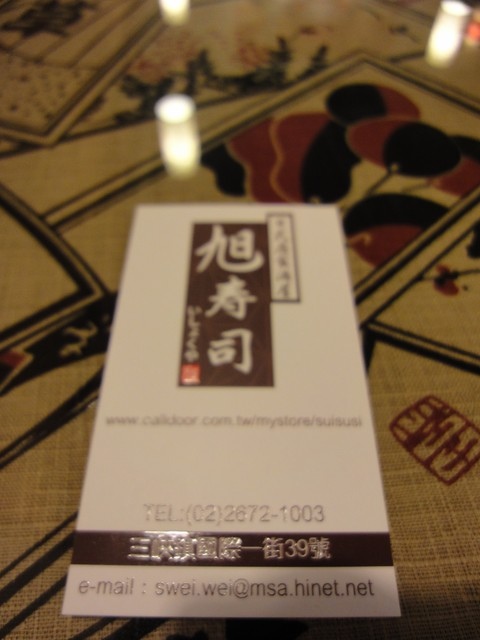 旭寿司
www.calldoor.com.tw/mystore/suisusi
TEL:(02)2672-1003
三峽鎮國際一街39號
e-mail : swei.wei@msa.hinet.net